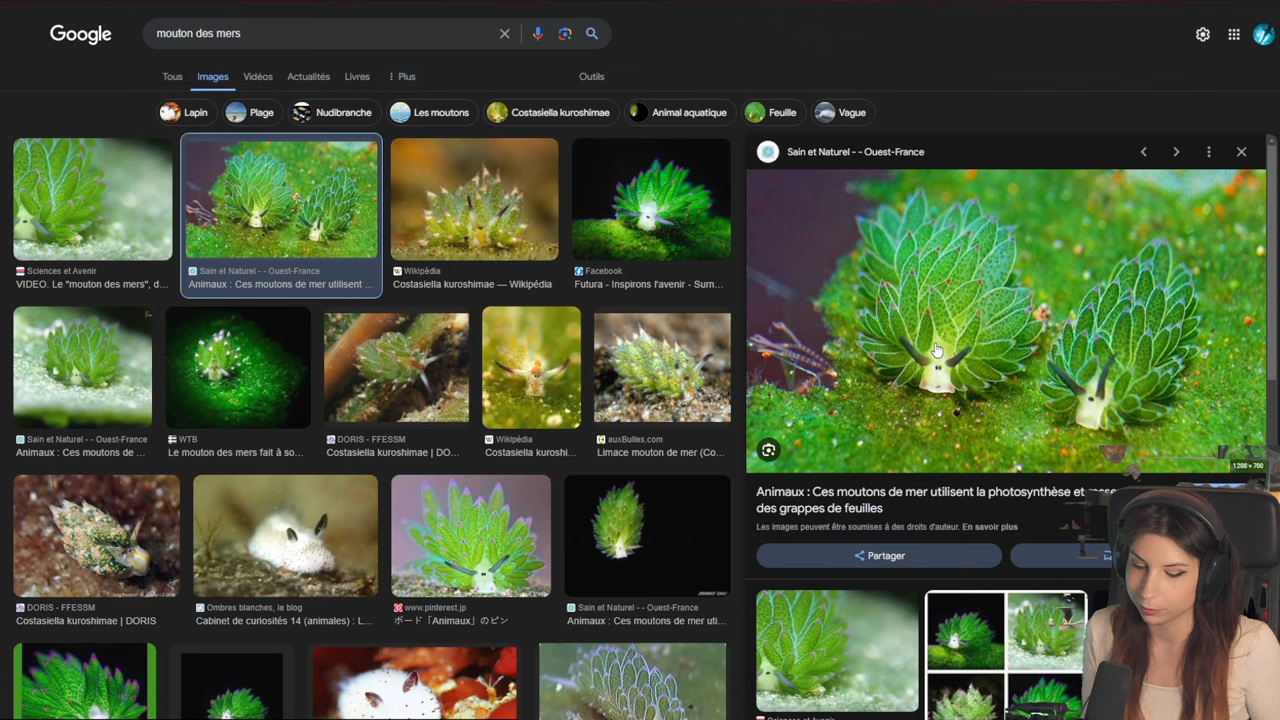 Google
mouton des mers
Tous
Images
Vidéos
Actualités
Livres
Plus
Outils
Lapin
Plage
Nudibranche
Les moutons
Costasiella kuroshimae
Animal aquatique
Feuille
Vague
Sciences et Avenir
VIDEO. Le "mouton des mers", d...
Sain et Naturel - - Ouest-France
Animaux : Ces moutons de mer utilisent ...
Wikipédia
Costasiella kuroshimae — Wikipédia
Facebook
Futura - Inspirons l'avenir - Surn...
Sain et Naturel - - Ouest-France
Animaux : Ces moutons de ...
WTB
Le mouton des mers fait à so...
DORIS - FFESSM
Costasiella kuroshimae | DO...
Wikipédia
Costasiella kuroshi...
auxBulles.com
Limace mouton de mer (Co...
DORIS - FFESSM
Costasiella kuroshimae | DORIS
Ombres blanches, le blog
Cabinet de curiosités 14 (animales) : L...
www.pinterest.jp
ボード「Animaux」のピン
Sain et Naturel - - Ouest-France
Animaux : Ces moutons de mer uti...
Sain et Naturel - - Ouest-France
1200 × 700
Animaux : Ces moutons de mer utilisent la photosynthèse et
des grappes de feuilles
Les images peuvent être soumises à des droits d'auteur. En savoir plus
Partager